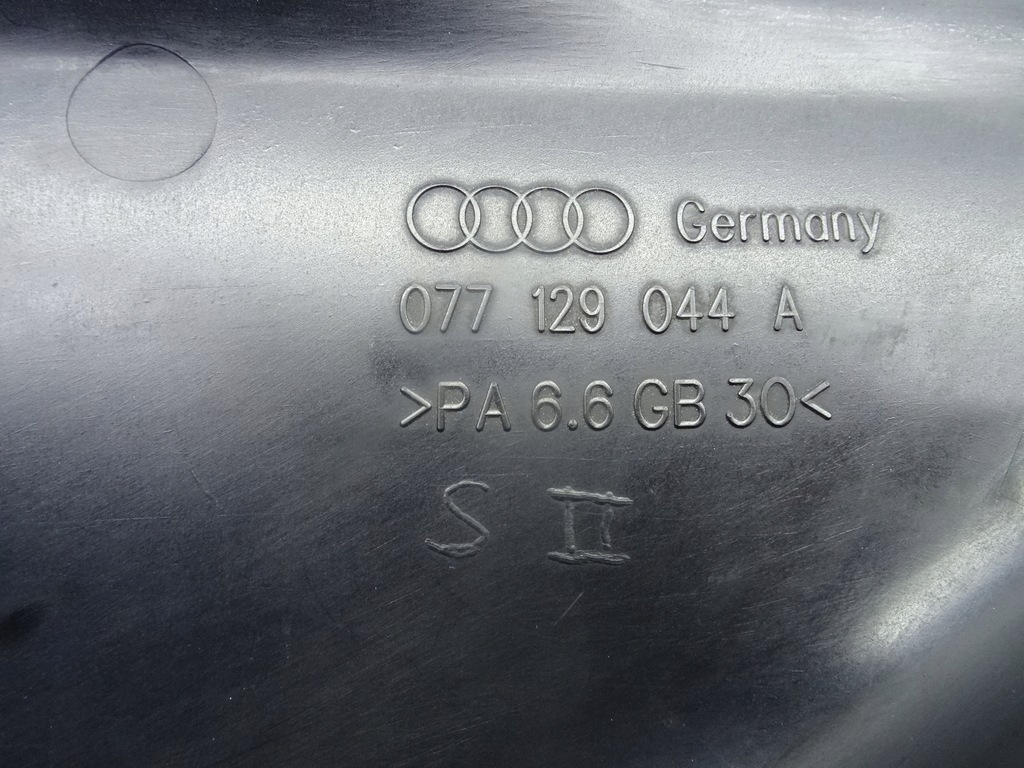 Germany
077 129 044 A
>PA 6.6 GB 30<
S II